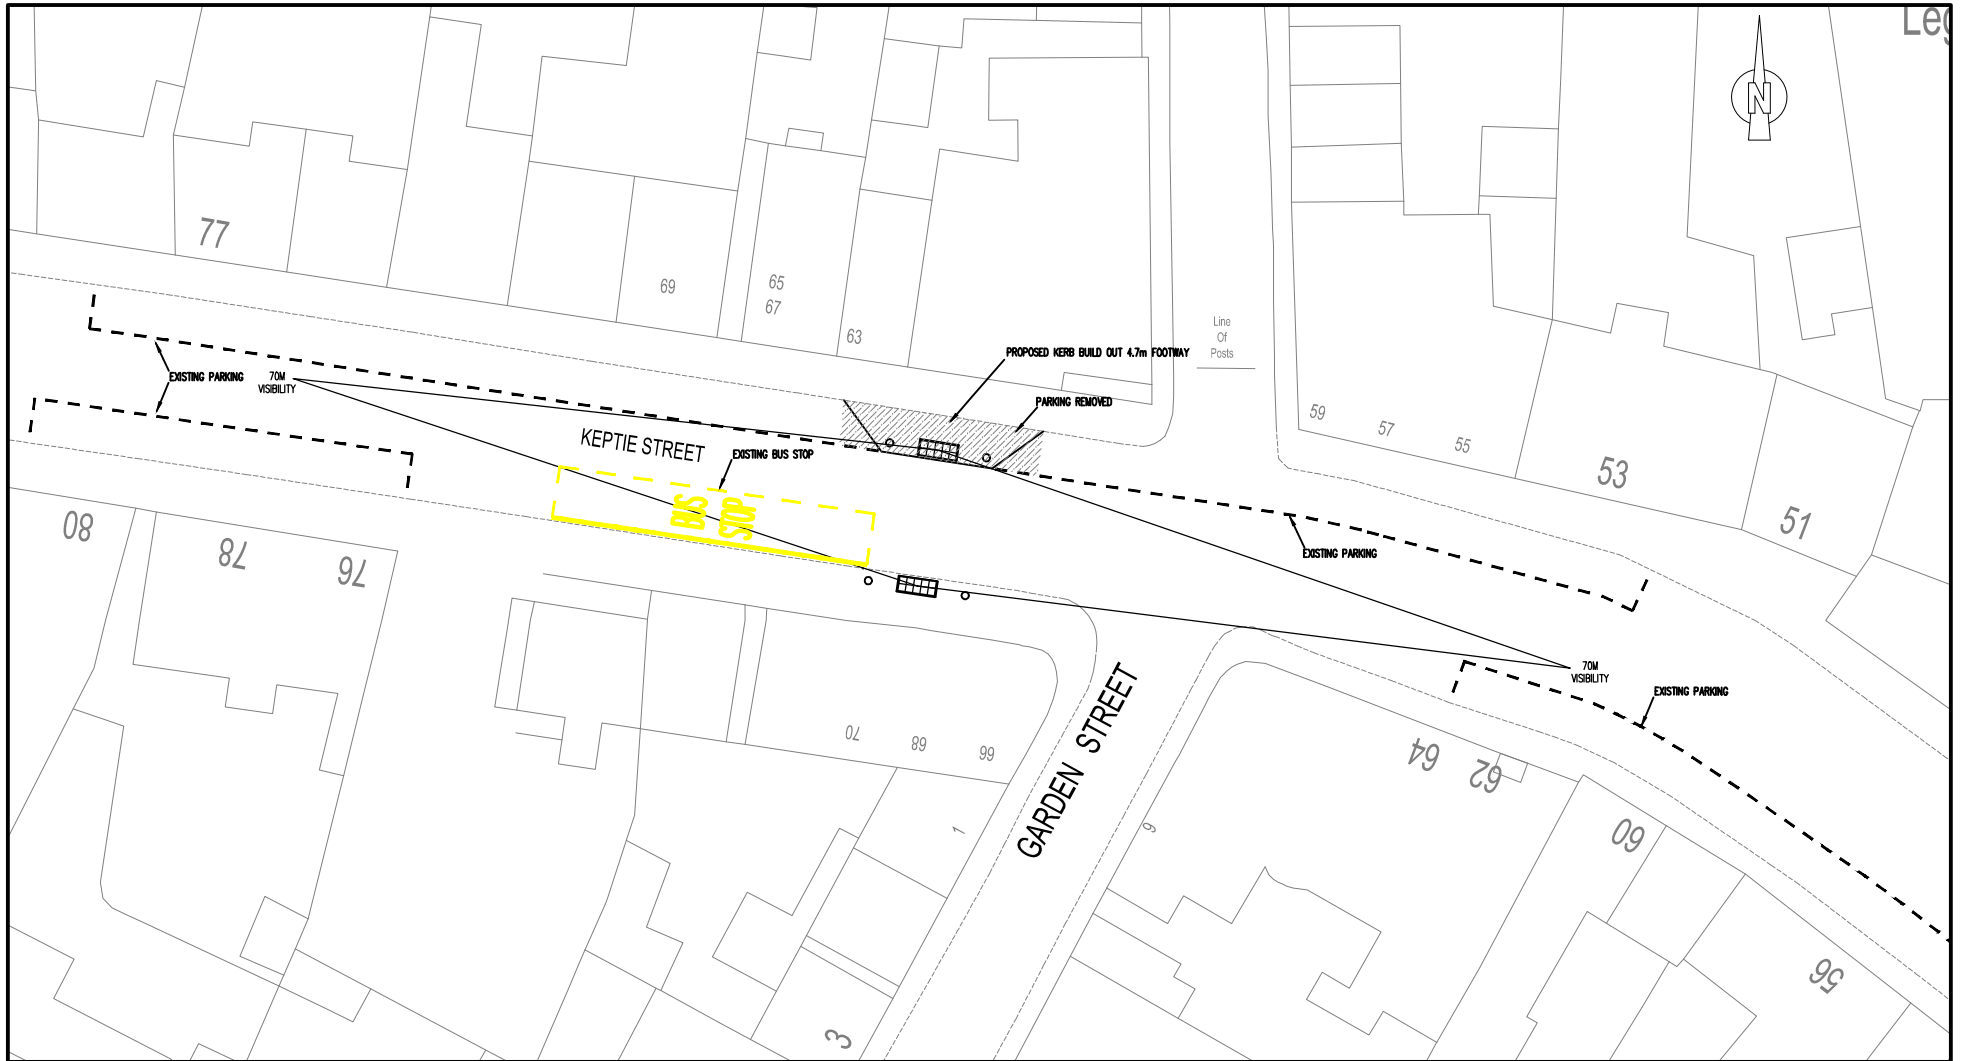 Leg
N
77
69
65
67
63
Line
Of
Posts
PROPOSED KERB BUILD OUT 4.7m FOOTWAY
PARKING REMOVED
EXISTING PARKING
70M
VISIBILITY
KEPTIE STREET
EXISTING BUS STOP
BUS
STOP
59
57
55
53
51
EXISTING PARKING
80
78
76
70
68
66
70M
VISIBILITY
EXISTING PARKING
GARDEN STREET
64
62
60
56
1
9
3